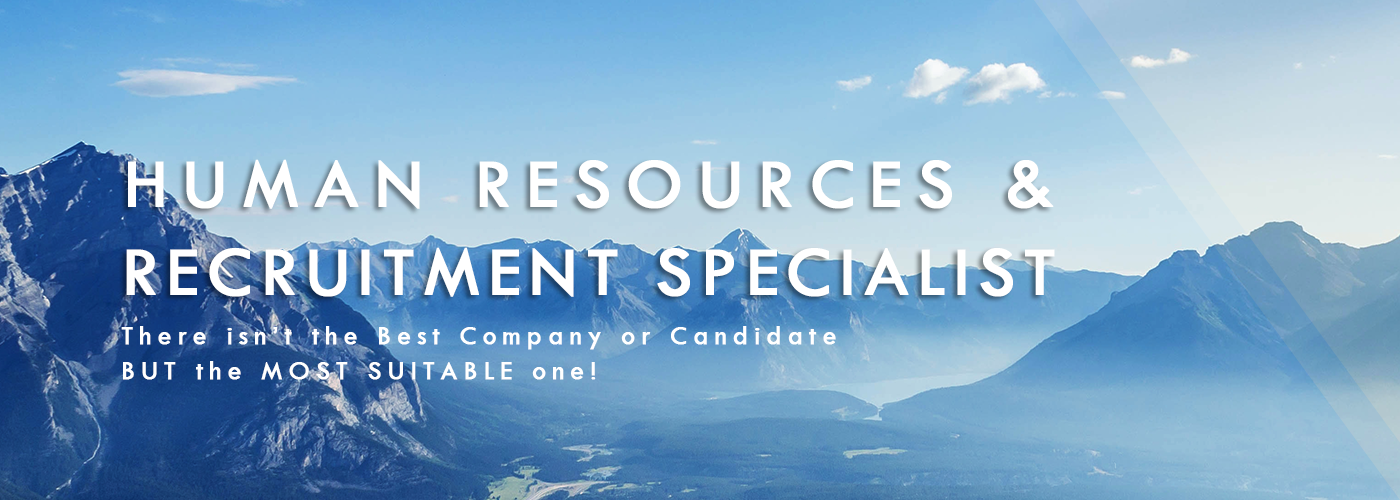 HUMAN RESOURCES &
RECRUITMENT SPECIALIST
There isn't the Best Company or Candidate
BUT the MOST SUITABLE one!